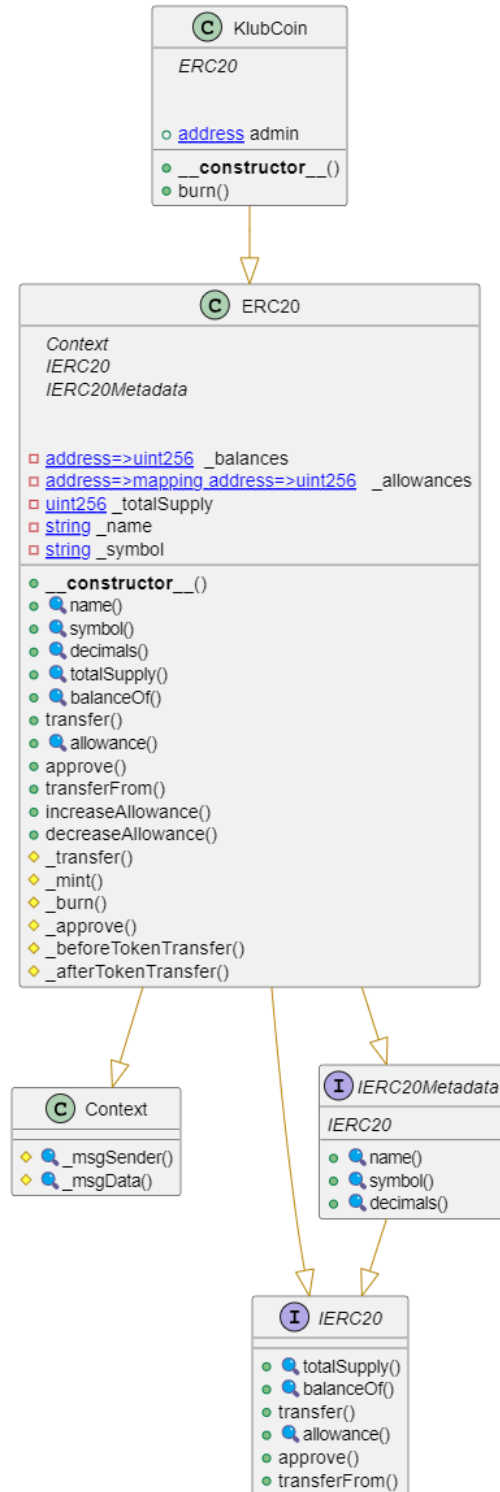 C KlubCoin
ERC20
address admin
__constructor__()
burn()
C ERC20
Context
IERC20
IERC20Metadata
address=>uint256 _balances
address=>mapping address=>uint256 _allowances
uint256 _totalSupply
string _name
string _symbol
__constructor__()
name()
symbol()
decimals()
totalSupply()
balanceOf()
transfer()
allowance()
approve()
transferFrom()
increaseAllowance()
decreaseAllowance()
_transfer()
_mint()
_burn()
_approve()
_beforeTokenTransfer()
_afterTokenTransfer()
C Context
_msgSender()
_msgData()
I IERC20Metadata
IERC20
name()
symbol()
decimals()
I IERC20
totalSupply()
balanceOf()
transfer()
allowance()
approve()
transferFrom()